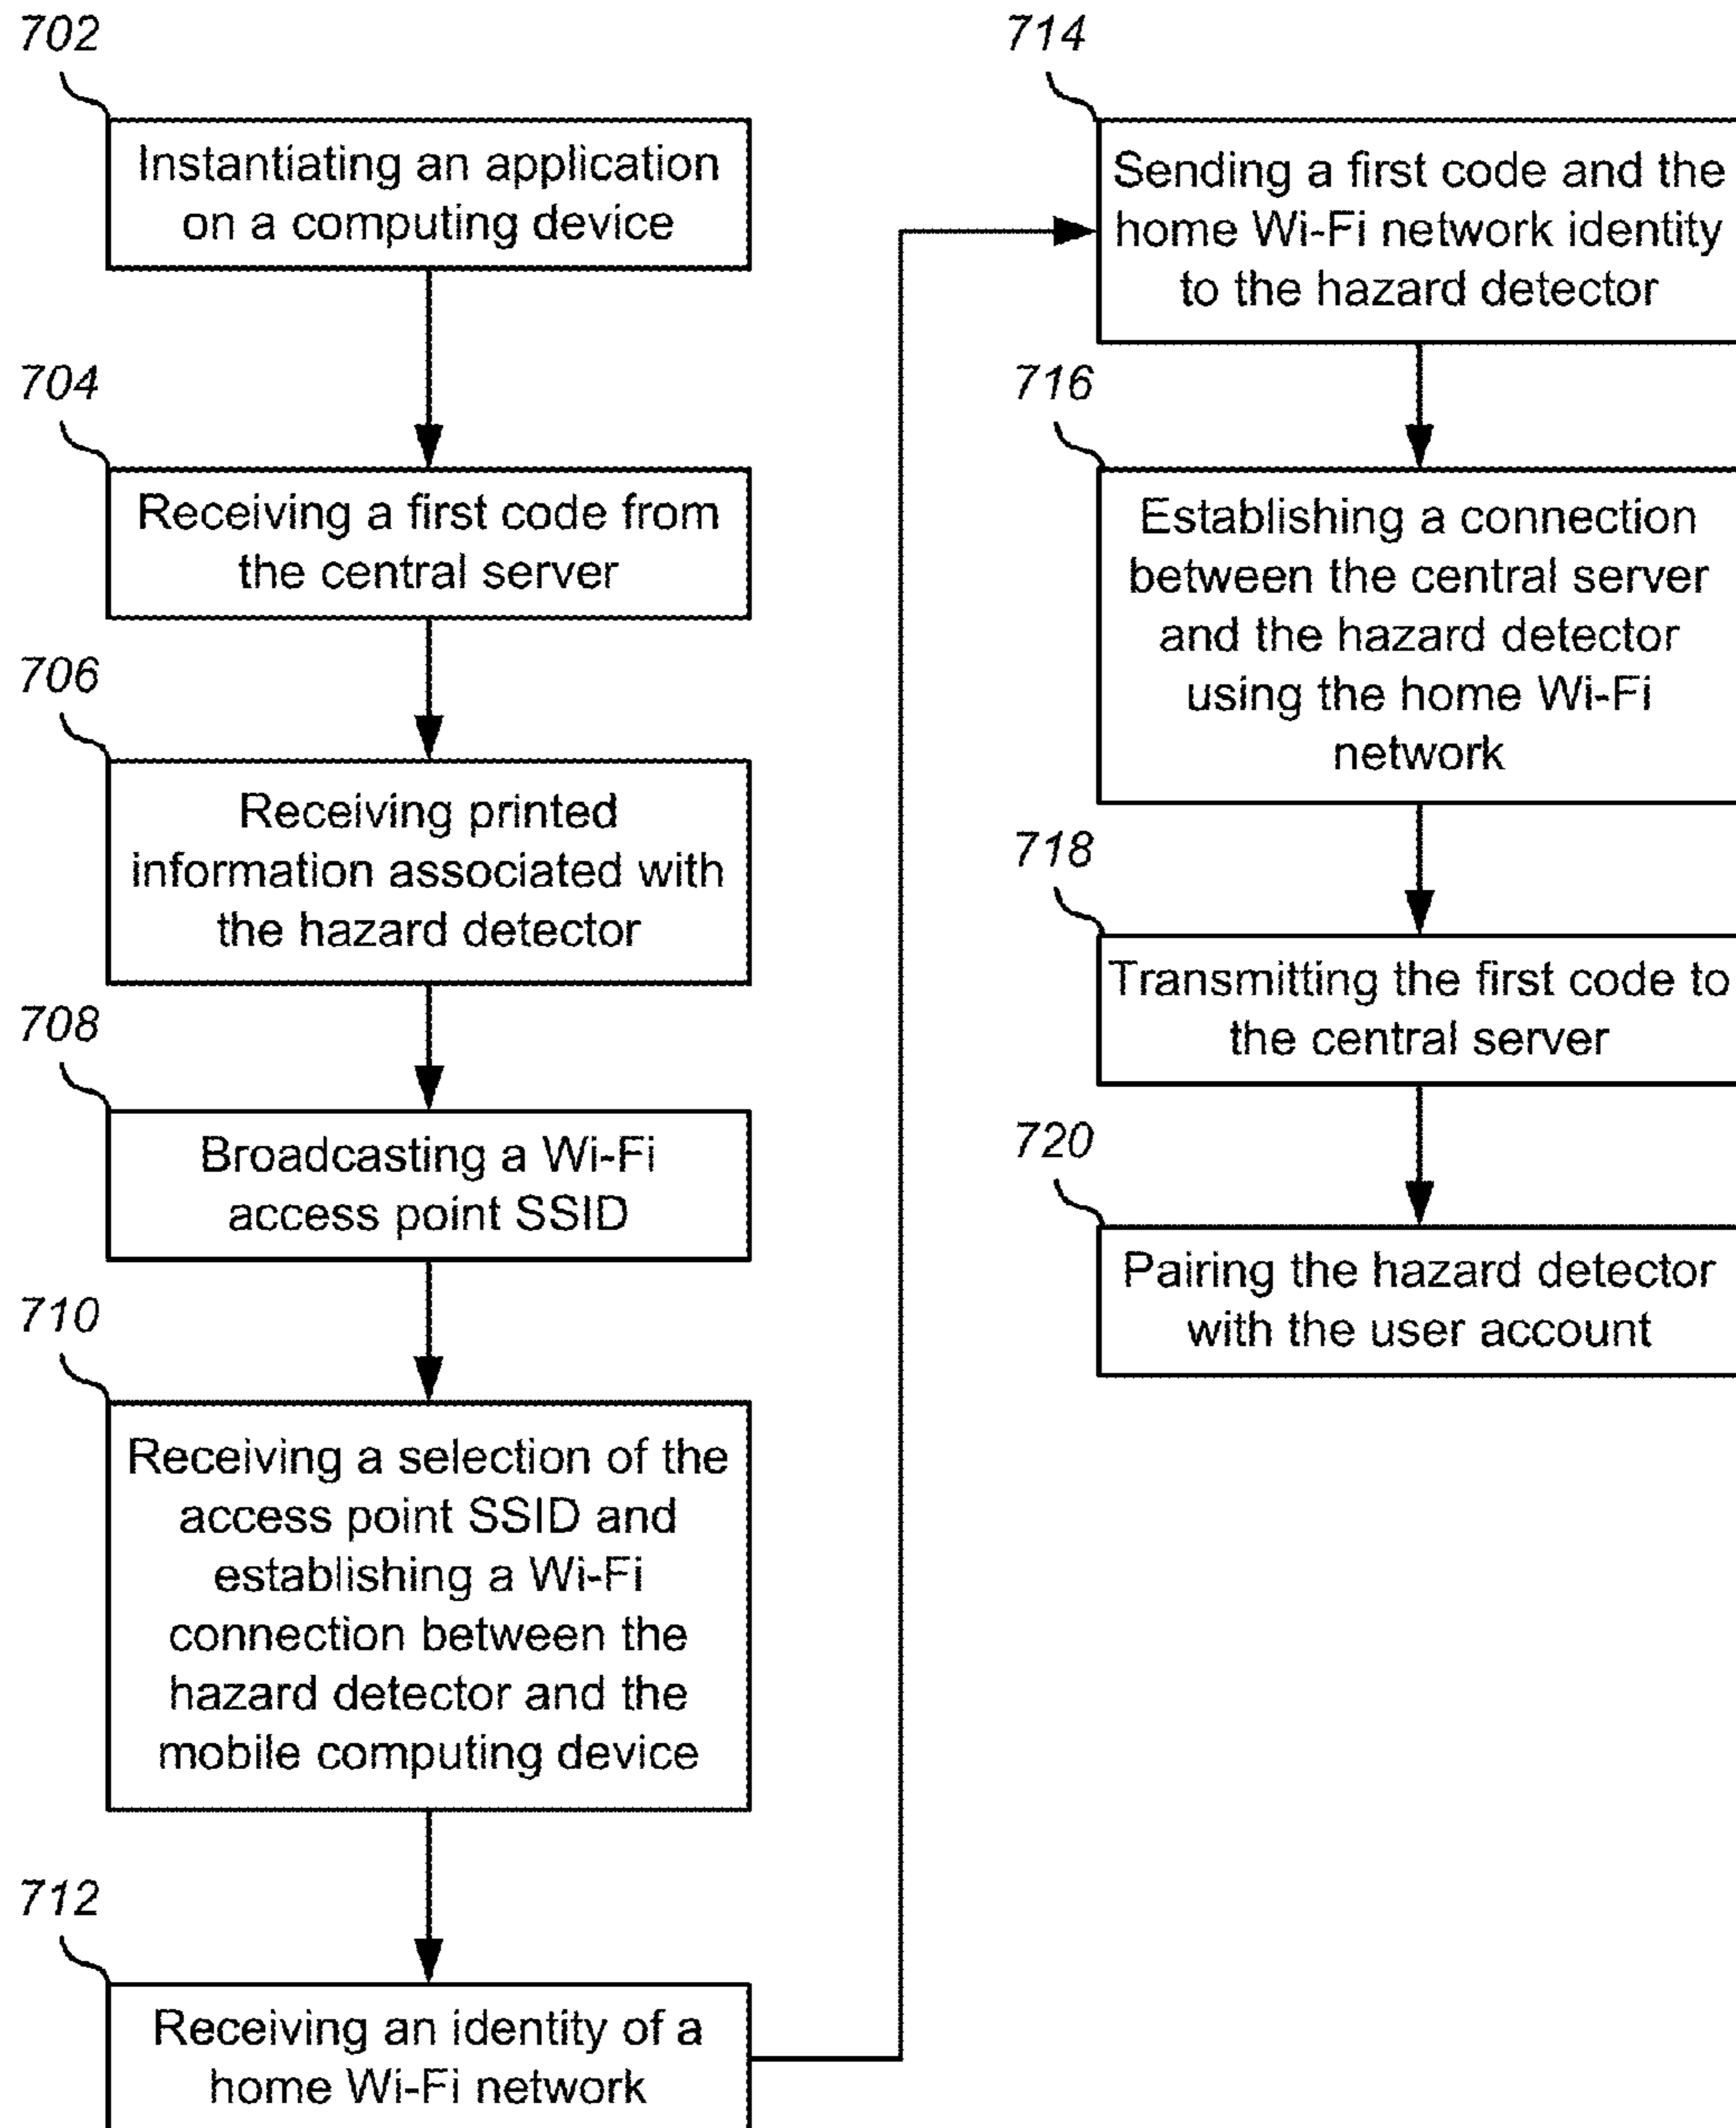 702
Instantiating an application
on a computing device
704
Receiving a first code from
the central server
706
Receiving printed
information associated with
the hazard detector
708
Broadcasting a Wi-Fi
access point SSID
710
Receiving a selection of the
access point SSID and
establishing a Wi-Fi
connection between the
hazard detector and the
mobile computing device
712
Receiving an identity of a
home Wi-Fi network
714
Sending a first code and the
home Wi-Fi network identity
to the hazard detector
716
Establishing a connection
between the central server
and the hazard detector
using the home Wi-Fi
network
718
Transmitting the first code to
the central server
720
Pairing the hazard detector
with the user account